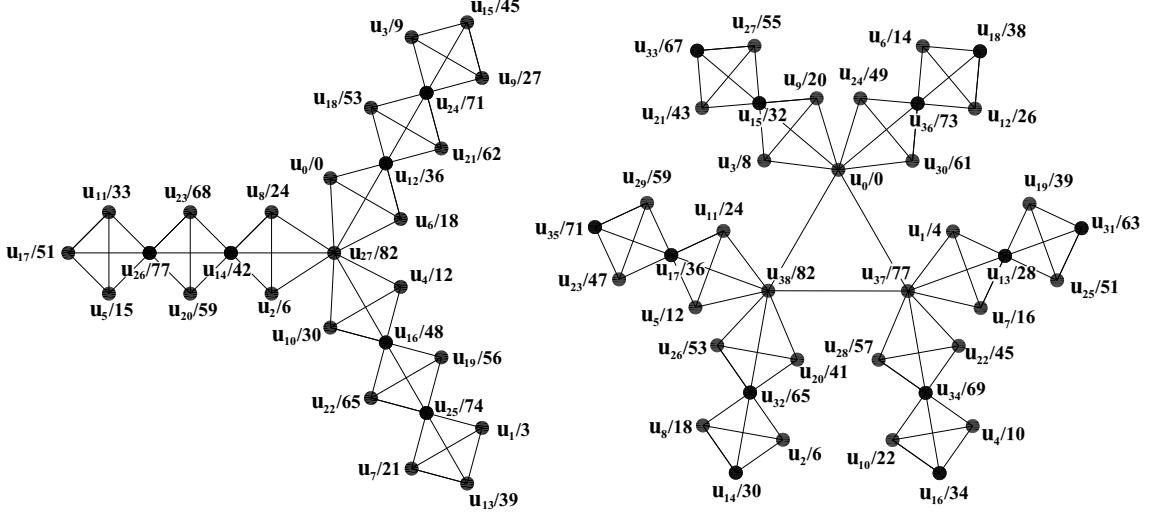 u₁₅/45
u₃/9
u₉/27
u₂₄/71
u₁₈/53
u₂₁/62
u₀/0
u₁₂/36
u₆/18
u₁₁/33
u₂₃/68
u₈/24
u₁₇/51
u₂₆/77
u₁₄/42
u₂₇/82
u₅/15
u₂₀/59
u₂/6
u₄/12
u₁₀/30
u₁₆/48
u₁₉/56
u₂₂/65
u₂₅/74
u₁/3
u₇/21
u₁₃/39
u₂₇/55
u₃₃/67
u₉/20
u₂₁/43
u₁₅/32
u₃/8
u₆/14
u₁₈/38
u₂₄/49
u₃₆/73
u₁₂/26
u₃₀/61
u₀/0
u₂₉/59
u₁₁/24
u₃₅/71
u₁₇/36
u₂₃/47
u₅/12
u₃₈/82
u₃₇/77
u₁₉/39
u₁/4
u₃₁/63
u₁₃/28
u₂₅/51
u₇/16
u₂₆/53
u₂₀/41
u₃₂/65
u₈/18
u₂/6
u₁₄/30
u₂₈/57
u₂₂/45
u₃₄/69
u₄/10
u₁₀/22
u₁₆/34